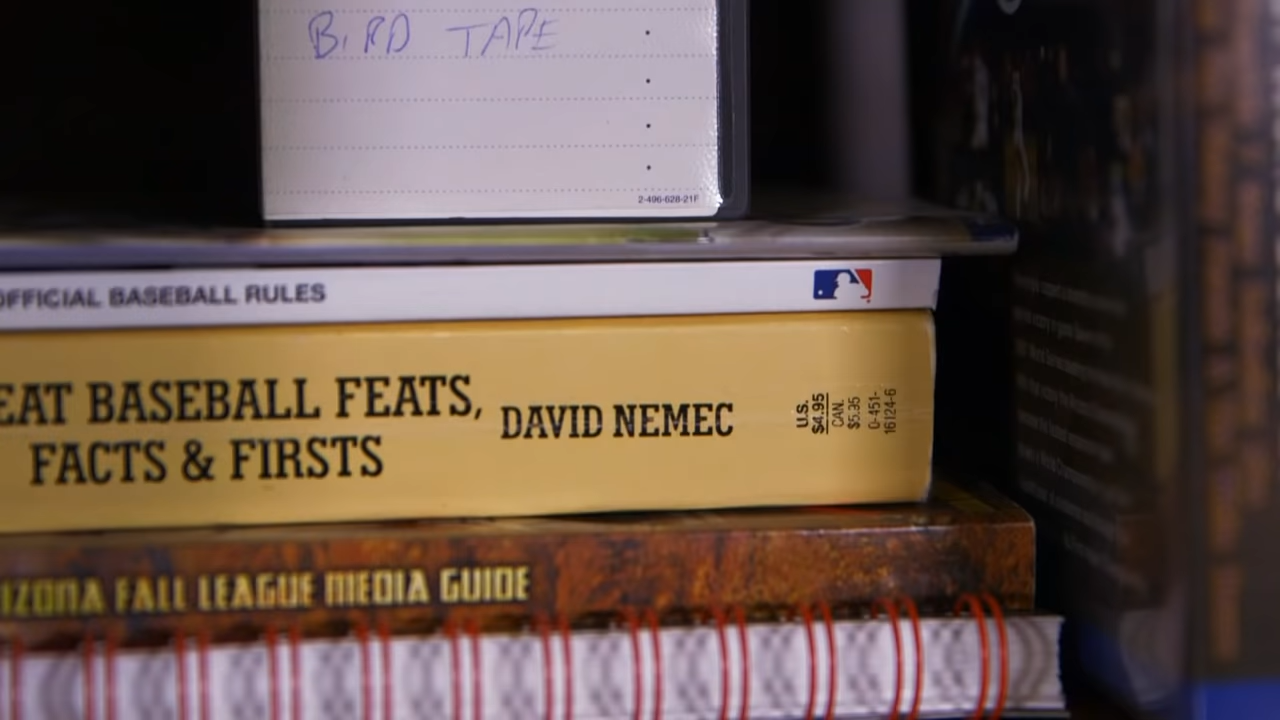 BIRD TAPE
2-496-628-21F
OFFICIAL BASEBALL RULES
EAT BASEBALL FEATS,
FACTS & FIRSTS
DAVID NEMEC
U.S.
$4.95
CAN.
$5.95
0-451-
16124-6
IZONA FALL LEAGUE MEDIA GUIDE